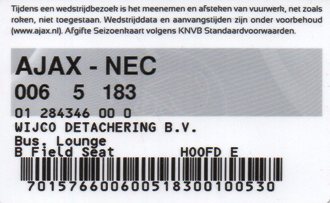 Tijdens een wedstrijdbezoek is het meenemen en afsteken van vuurwerk, net zoals
roken, niet toegestaan. Wedstrijddata en aanvangstijden zijn onder voorbehoud
(www.ajax.nl). Afgifte Seizoenkaart volgens KNVB Standaardvoorwaarden.
AJAX - NEC
006 5 183
01 284346 00 0
WIJCO DETACHERING B.V.
Bus. Lounge
B Field Seat HOOFD E
7015766006005183001005​30